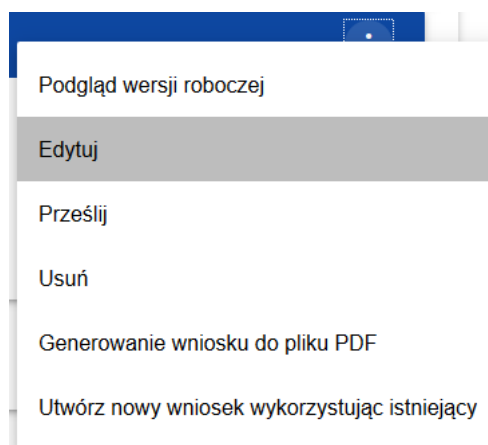 Podgląd wersji roboczej
Edytuj
Prześlij
Usuń
Generowanie wniosku do pliku PDF
Utwórz nowy wniosek wykorzystując istniejący